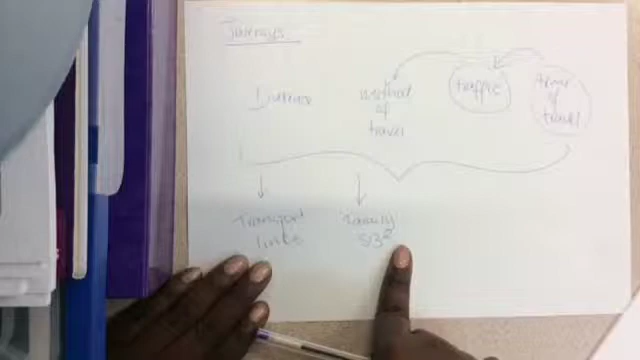 Journeys
Distance
method
of
travel
traffic
time
of
travel
Transport
links